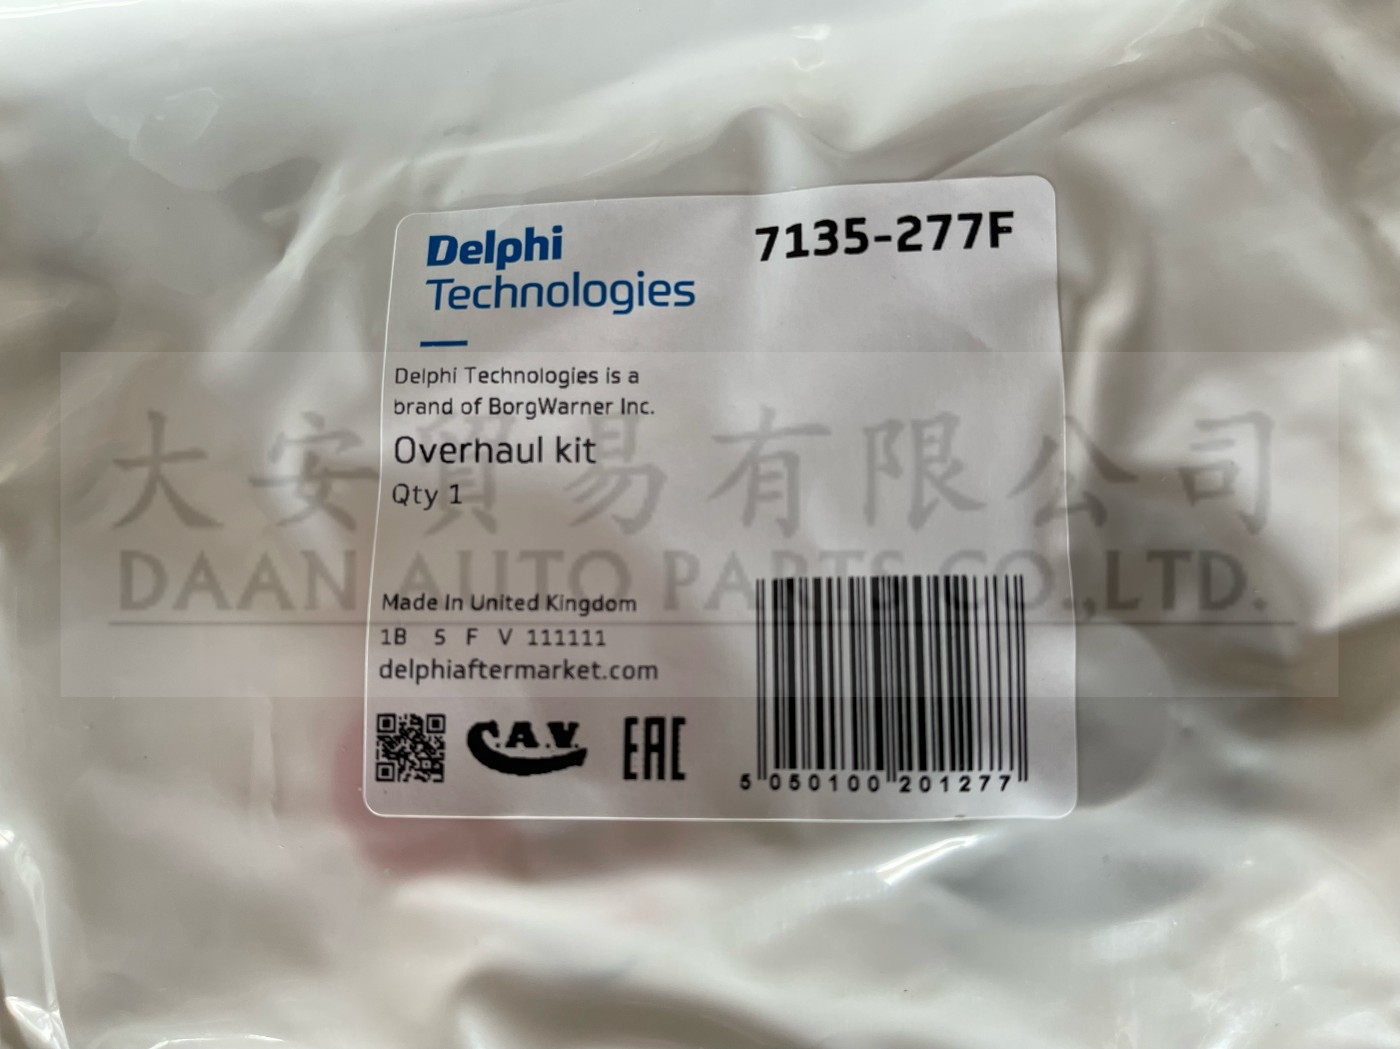 Delphi
Technologies
7135-277F
Delphi Technologies is a
brand of BorgWarner Inc.
Overhaul kit
Qty 1
大安貿易有限公司
DAAN AUTO PARTS CO.,LTD.
Made In United Kingdom
1B 5 F V 111111
delphiaftermarket.com
C.A.V.
EAC
5 050100 201277